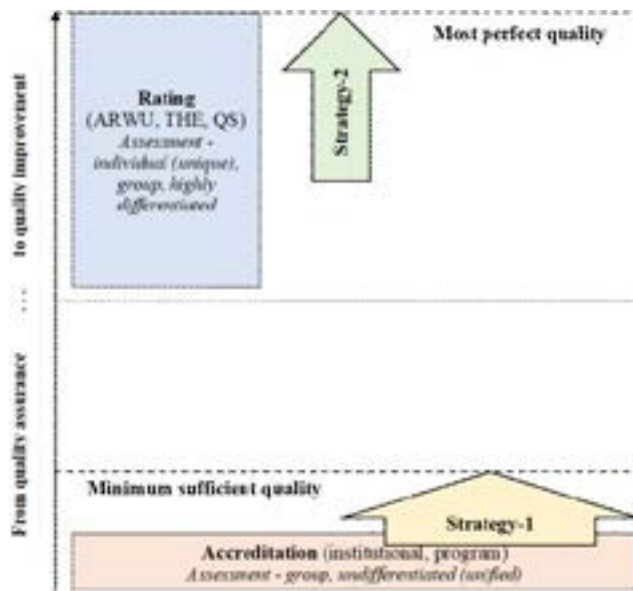 Most perfect quality
Rating
(ARWU, THE, QS)
Assessment -
individual (unique),
group, highly
differentiated
Strategy-2
to quality improvement
...
From quality assurance
Minimum sufficient quality
Strategy-1
Accreditation (institutional, program)
Assessment - group, undifferentiated (unified)